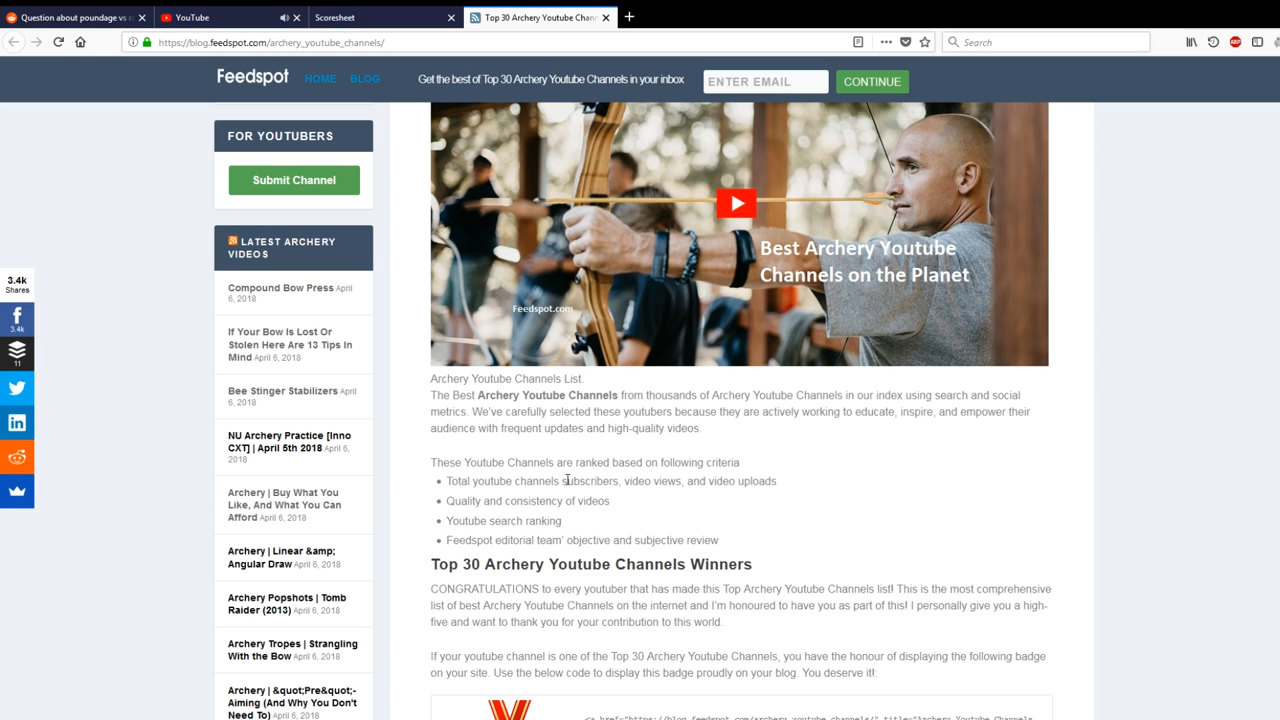 Question about poundage vs
YouTube
Scoresheet
Top 30 Archery Youtube Chan
https://blog.feedspot.com/archery_youtube_channels/
Search
ABP
Feedspot
HOME
BLOG
Get the best of Top 30 Archery Youtube Channels in your inbox
ENTER EMAIL
CONTINUE
FOR YOUTUBERS
Submit Channel
LATEST ARCHERY
VIDEOS
Compound Bow Press April
6, 2018
If Your Bow Is Lost Or
Stolen Here Are 13 Tips In
Mind April 6, 2018
Bee Stinger Stabilizers April
6, 2018
NU Archery Practice [Inno
CXT] | April 5th 2018 April 6,
2018
Archery | Buy What You
Like, And What You Can
Afford April 6, 2018
Archery | Linear &amp;
Angular Draw April 6, 2018
Archery Popshots | Tomb
Raider (2013) April 6, 2018
Archery Tropes | Strangling
With the Bow April 6, 2018
Archery | &quot;Pre&quot;-
Aiming (And Why You Don't
Need To) April 6, 2018
3.4k
Shares
3.4k
11
Best Archery Youtube
Channels on the Planet
Feedspot.com
Archery Youtube Channels List.
The Best Archery Youtube Channels from thousands of Archery Youtube Channels in our index using search and social
metrics. We've carefully selected these youtubers because they are actively working to educate, inspire, and empower their
audience with frequent updates and high-quality videos.
These Youtube Channels are ranked based on following criteria
• Total youtube channels subscribers, video views, and video uploads
• Quality and consistency of videos
• Youtube search ranking
• Feedspot editorial team' objective and subjective review
Top 30 Archery Youtube Channels Winners
CONGRATULATIONS to every youtuber that has made this Top Archery Youtube Channels list! This is the most comprehensive
list of best Archery Youtube Channels on the internet and I'm honoured to have you as part of this! I personally give you a high-
five and want to thank you for your contribution to this world.
If your youtube channel is one of the Top 30 Archery Youtube Channels, you have the honour of displaying the following badge
on your site. Use the below code to display this badge proudly on your blog. You deserve it!:
<a href="https://blog.feedspot.com/archery_youtube_channels/" title="Archery Youtube Channels